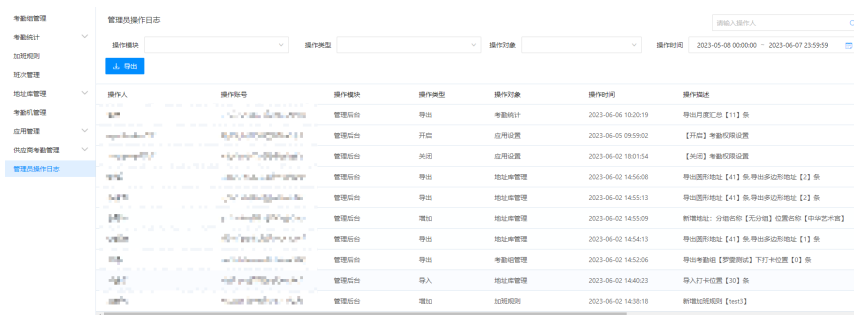 考勤组管理
考勤统计
加班规则
班次管理
地址库管理
考勤机管理
应用管理
供应商考勤管理
管理员操作日志
管理员操作日志
请输入操作人
操作模块 操作类型 操作对象 操作时间 2023-05-08 00:00:00 ~ 2023-06-07 23:59:59
导出
操作人 操作账号 操作模块 操作类型 操作对象 操作时间 操作描述
管理后台 导出 考勤统计 2023-06-06 10:20:19 导出月度汇总【11】条
管理后台 开启 应用设置 2023-06-05 09:59:02 【开启】考勤权限设置
管理后台 关闭 应用设置 2023-06-02 18:01:54 【关闭】考勤权限设置
管理后台 导出 地址库管理 2023-06-02 14:56:08 导出圆形地址【41】条,导出多边形地址【2】条
管理后台 导出 地址库管理 2023-06-02 14:55:13 导出圆形地址【41】条,导出多边形地址【2】条
管理后台 增加 地址库管理 2023-06-02 14:55:09 新增地址：分组名称【无分组】位置名称【中华艺术宫】
管理后台 导出 地址库管理 2023-06-02 14:54:13 导出圆形地址【41】条,导出多边形地址【1】条
管理后台 导出 考勤组管理 2023-06-02 14:52:06 导出考勤组【罗雯测试】下打卡位置【0】条
管理后台 导入 地址库管理 2023-06-02 14:40:23 导入打卡位置【30】条
管理后台 增加 加班规则 2023-06-02 14:38:18 新增加班规则【test3】